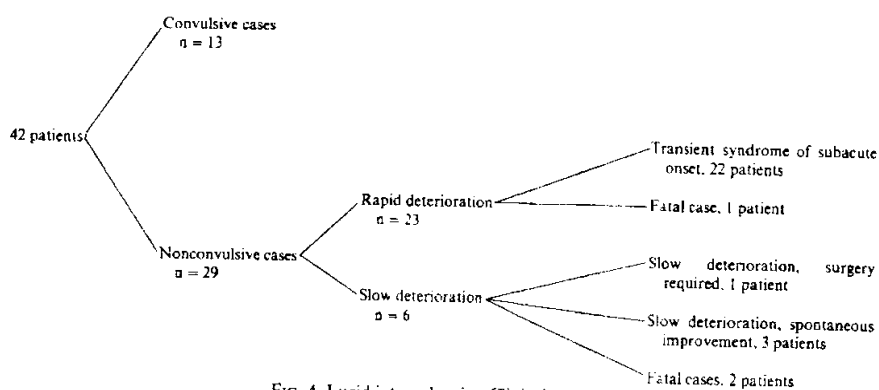 Convulsive cases
n = 13
42 patients
Nonconvulsive cases
n = 29
Rapid deterioration
n = 23
Slow deterioration
n = 6
Transient syndrome of subacute
onset, 22 patients
Fatal case, 1 patient
Slow deterioration, surgery
required, 1 patient
Slow deterioration, spontaneous
improvement, 3 patients
Fatal cases, 2 patients